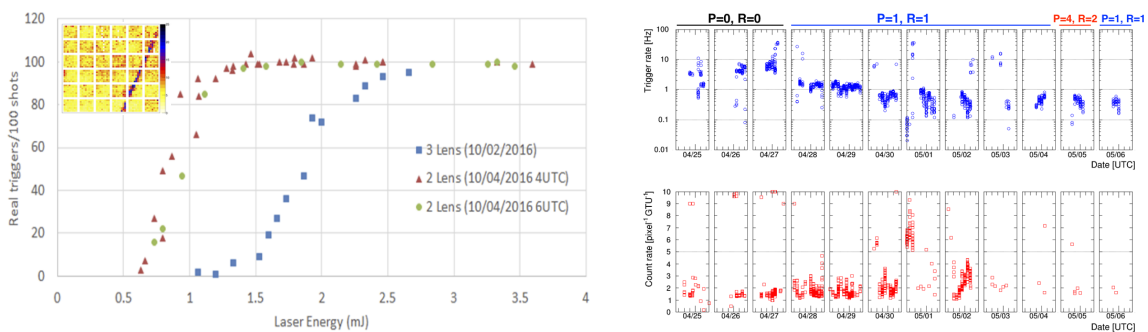 120
100
80
60
40
20
0
Real triggers/100 shots
3 Lens (10/02/2016)
2 Lens (10/04/2016 4UTC)
2 Lens (10/04/2016 6UTC)
0 0.5 1 1.5 2 2.5 3 3.5 4
Laser Energy (mJ)
P=0, R=0 P=1, R=1 P=4, R=2 P=1, R=1
Trigger rate [Hz]
100
10
1
0.1
0.01
04/25 04/26 04/27 04/28 04/29 04/30 05/01 05/02 05/03 05/04 05/05 05/06
Date [UTC]
Count rate [pixel⁻¹ GTU⁻¹]
10
9
8
7
6
5
4
3
2
1
0
04/25 04/26 04/27 04/28 04/29 04/30 05/01 05/02 05/03 05/04 05/05 05/06
Date [UTC]